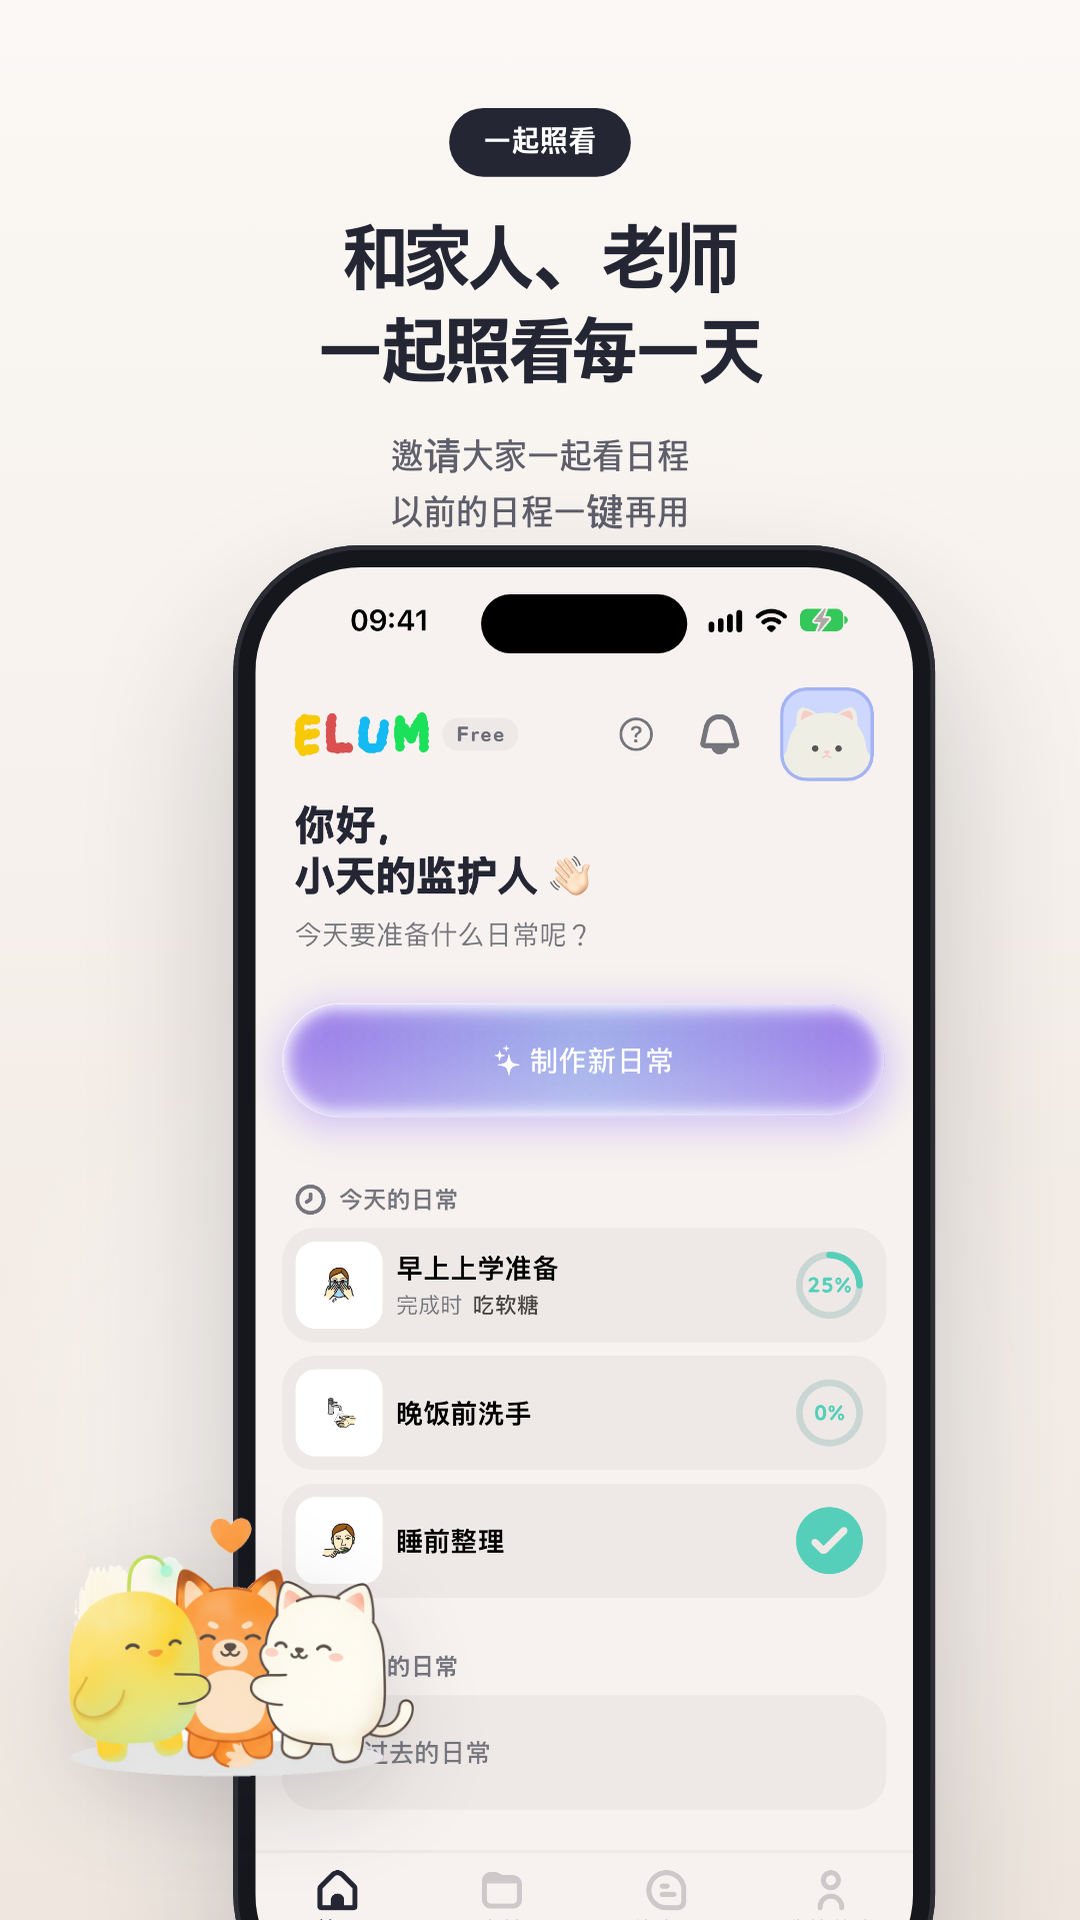 一起照看
和家人、老师
一起照看每一天
邀请大家一起看日程
以前的日程一键再用
09:41
ELUM Free
你好,
小天的监护人 👋🏻
今天要准备什么日常呢？
制作新日常
今天的日常
早上上学准备
完成时 吃软糖
25%
晚饭前洗手
0%
睡前整理
的日常
过去的日常